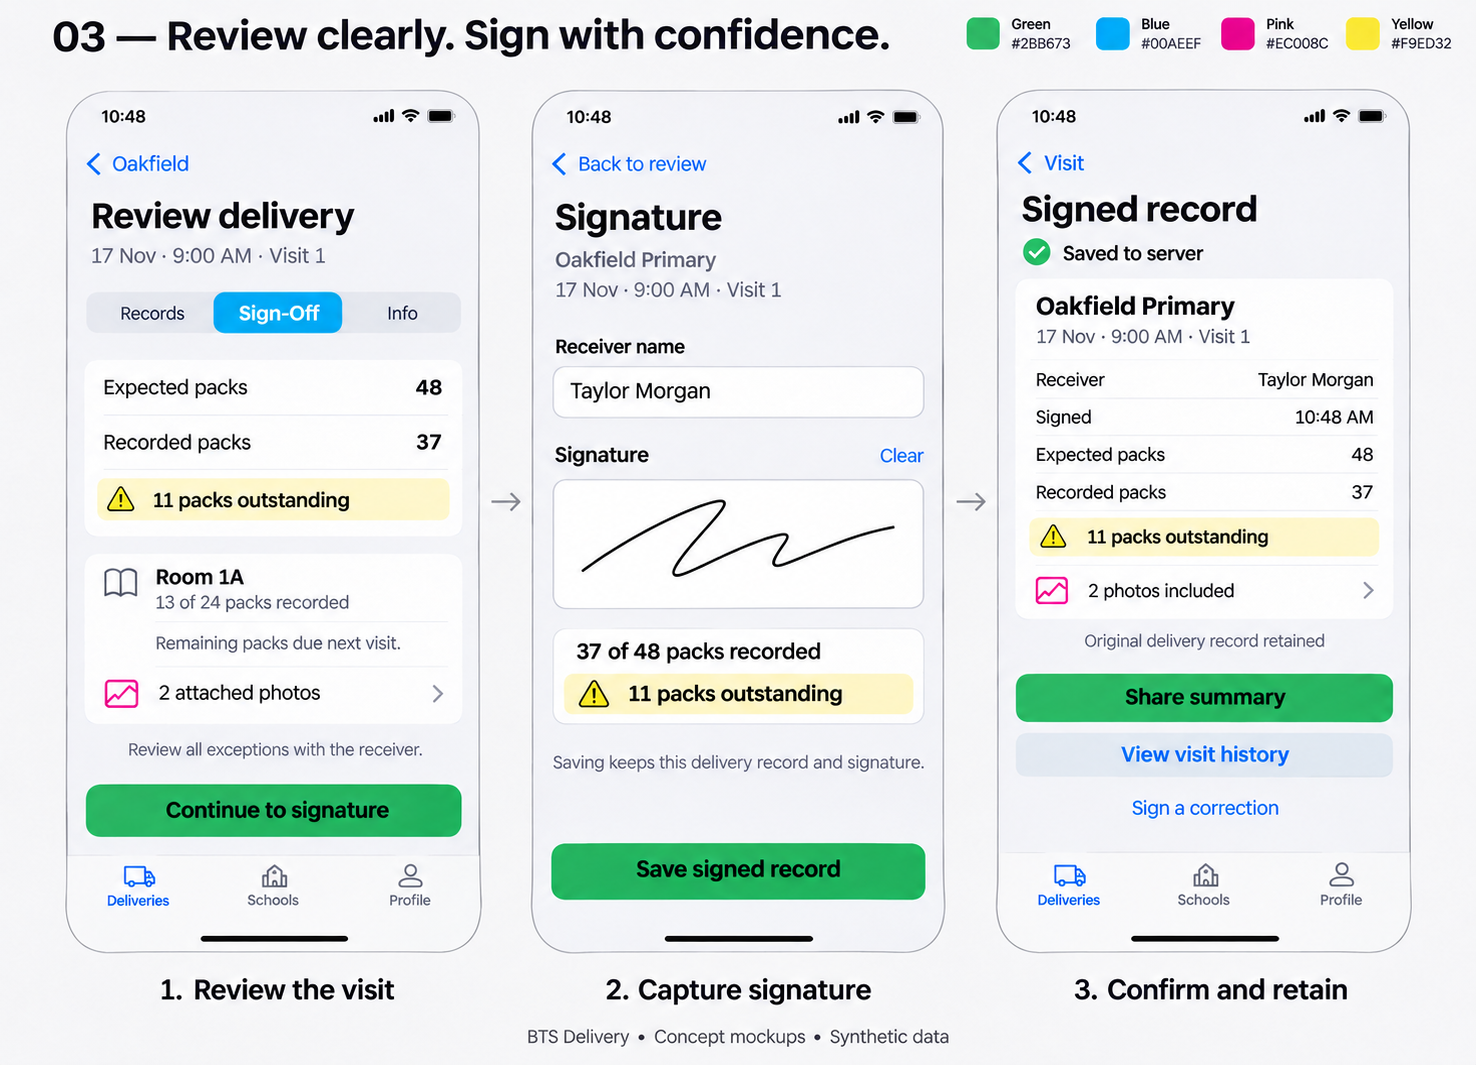 03 — Review clearly. Sign with confidence.
Green
#2BB673
Blue
#00AEEF
Pink
#EC008C
Yellow
#F9ED32
10:48
Oakfield
Review delivery
17 Nov · 9:00 AM · Visit 1
Records
Sign-Off
Info
Expected packs 48
Recorded packs 37
11 packs outstanding
Room 1A
13 of 24 packs recorded
Remaining packs due next visit.
2 attached photos
Review all exceptions with the receiver.
Continue to signature
Deliveries
Schools
Profile
1. Review the visit
10:48
Back to review
Signature
Oakfield Primary
17 Nov · 9:00 AM · Visit 1
Receiver name
Taylor Morgan
Signature
Clear
37 of 48 packs recorded
11 packs outstanding
Saving keeps this delivery record and signature.
Save signed record
2. Capture signature
10:48
Visit
Signed record
Saved to server
Oakfield Primary
17 Nov · 9:00 AM · Visit 1
Receiver Taylor Morgan
Signed 10:48 AM
Expected packs 48
Recorded packs 37
11 packs outstanding
2 photos included
Original delivery record retained
Share summary
View visit history
Sign a correction
Deliveries
Schools
Profile
3. Confirm and retain
BTS Delivery • Concept mockups • Synthetic data